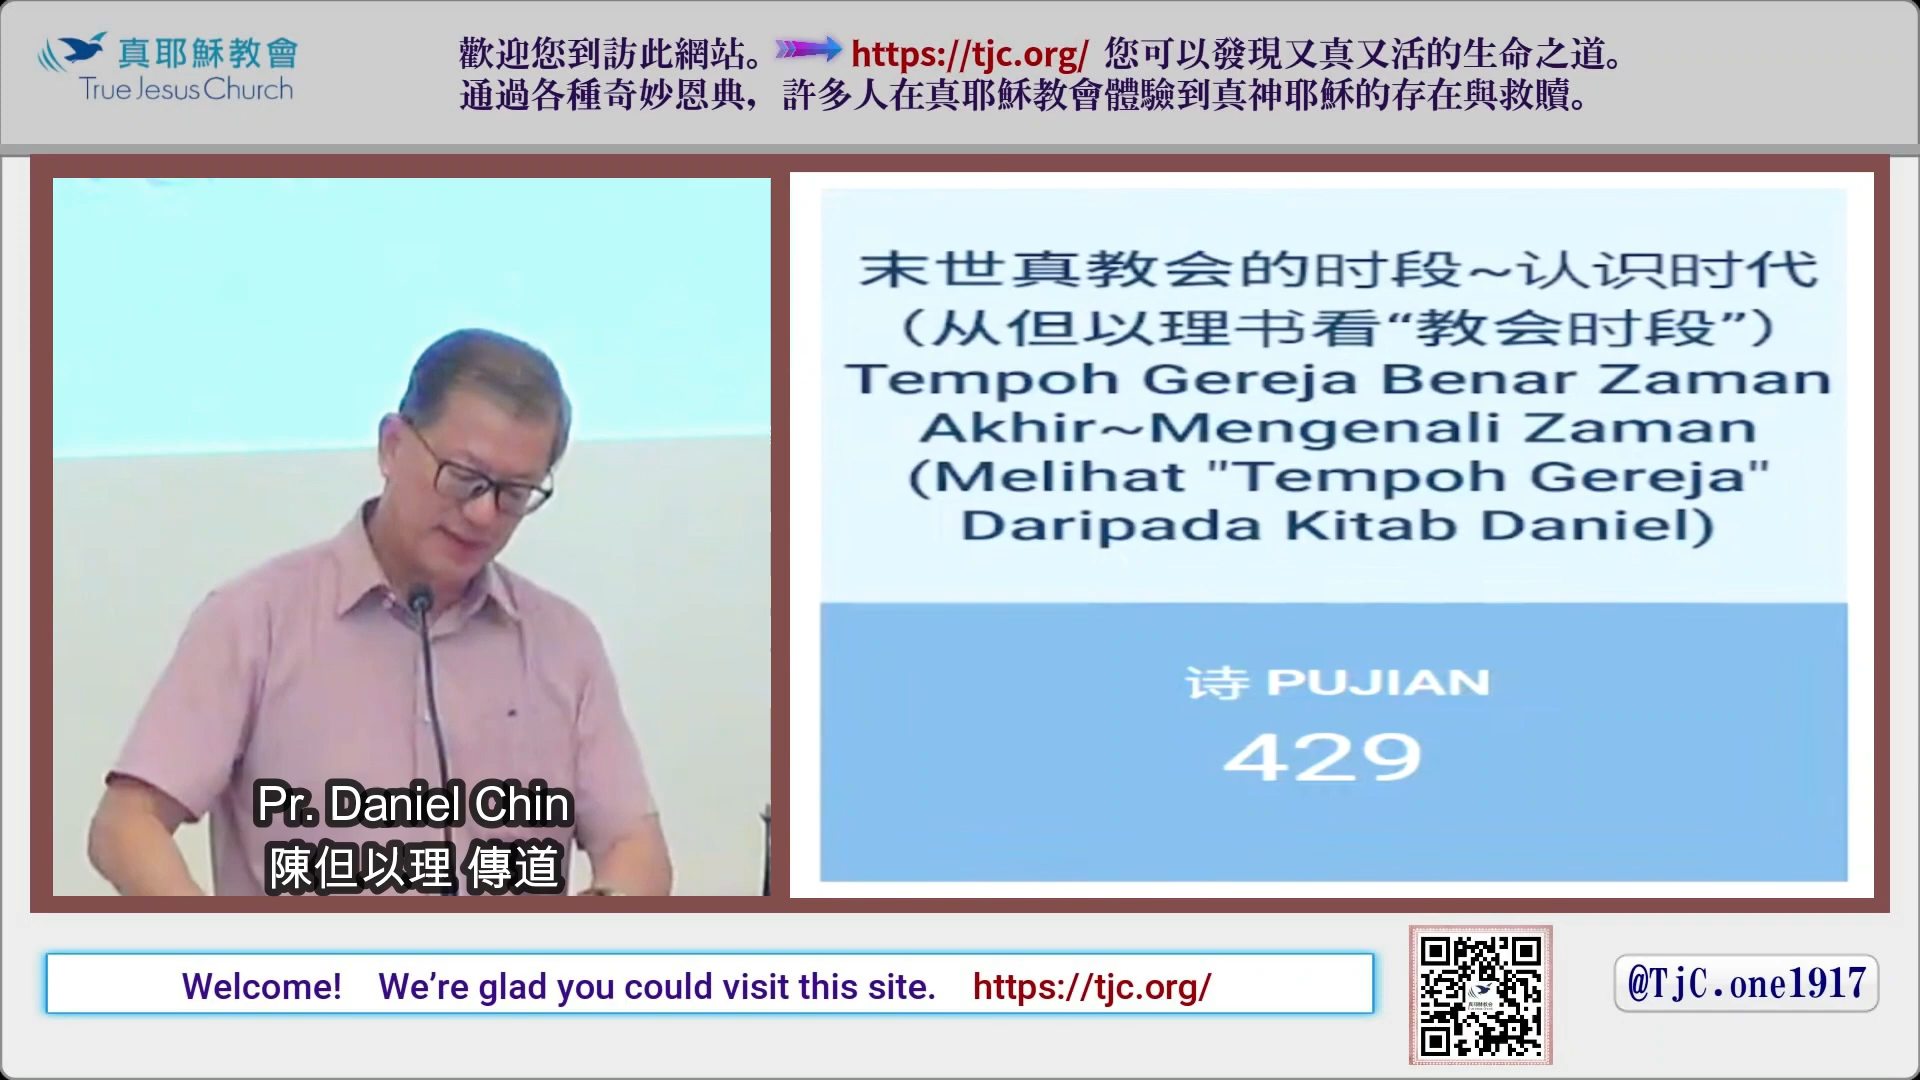 真耶穌教會
True Jesus Church
歡迎您到訪此網站。 https://tjc.org/ 您可以發現又真又活的生命之道。
通過各種奇妙恩典，許多人在真耶穌教會體驗到真神耶穌的存在與救贖。
Pr. Daniel Chin
陳但以理 傳道
末世真教会的时段~认识时代
（从但以理书看“教会时段”）
Tempoh Gereja Benar Zaman
Akhir~Mengenali Zaman
(Melihat "Tempoh Gereja"
Daripada Kitab Daniel)
诗 PUJIAN
429
Welcome! We’re glad you could visit this site. https://tjc.org/
@TjC.one1917